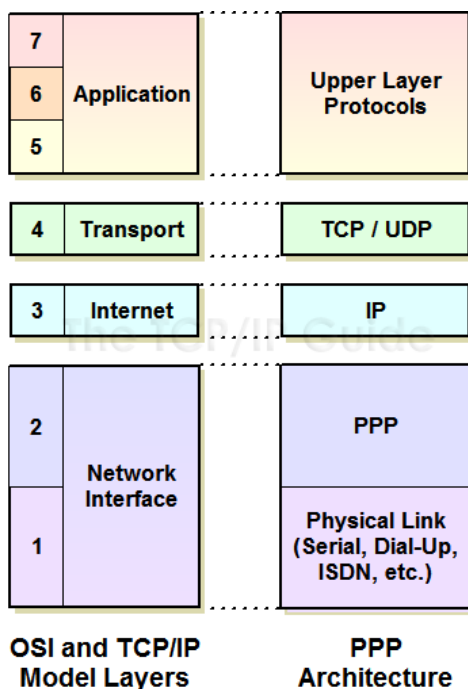 7
6
5
Application
Upper Layer
Protocols
4
Transport
TCP / UDP
3
Internet
IP
The TCP/IP Guide
2
1
Network
Interface
PPP
Physical Link
(Serial, Dial-Up,
ISDN, etc.)
OSI and TCP/IP
Model Layers
PPP
Architecture